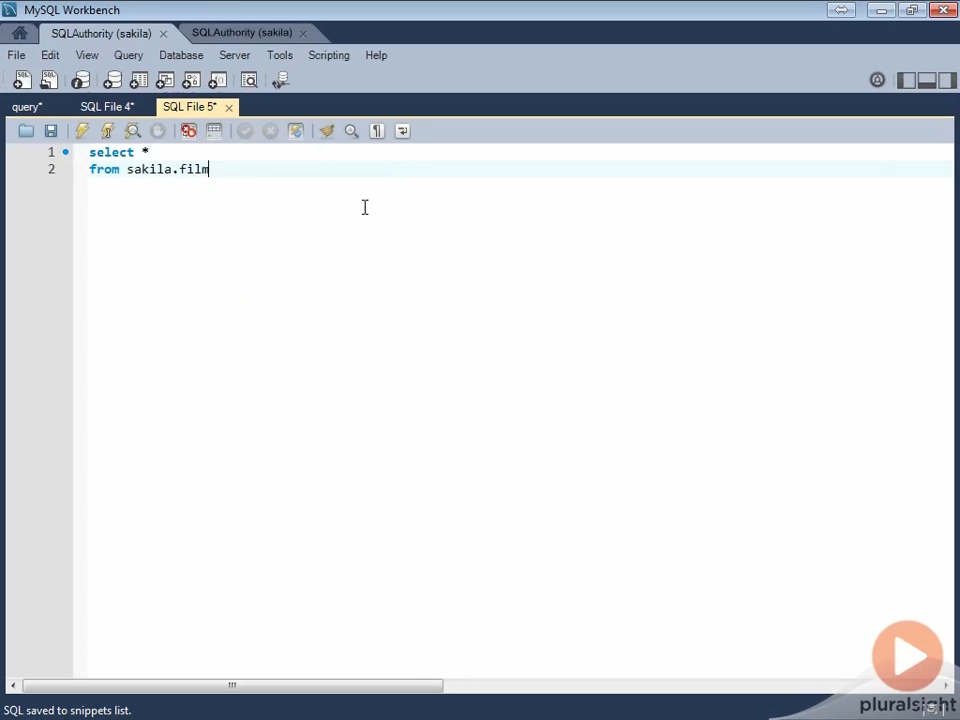 MySQL Workbench
SQLAuthority (sakila)
SQLAuthority (sakila)
File Edit View Query Database Server Tools Scripting Help
query*
SQL File 4*
SQL File 5*
1 select *
2 from sakila.film
SQL saved to snippets list.
pluralsight